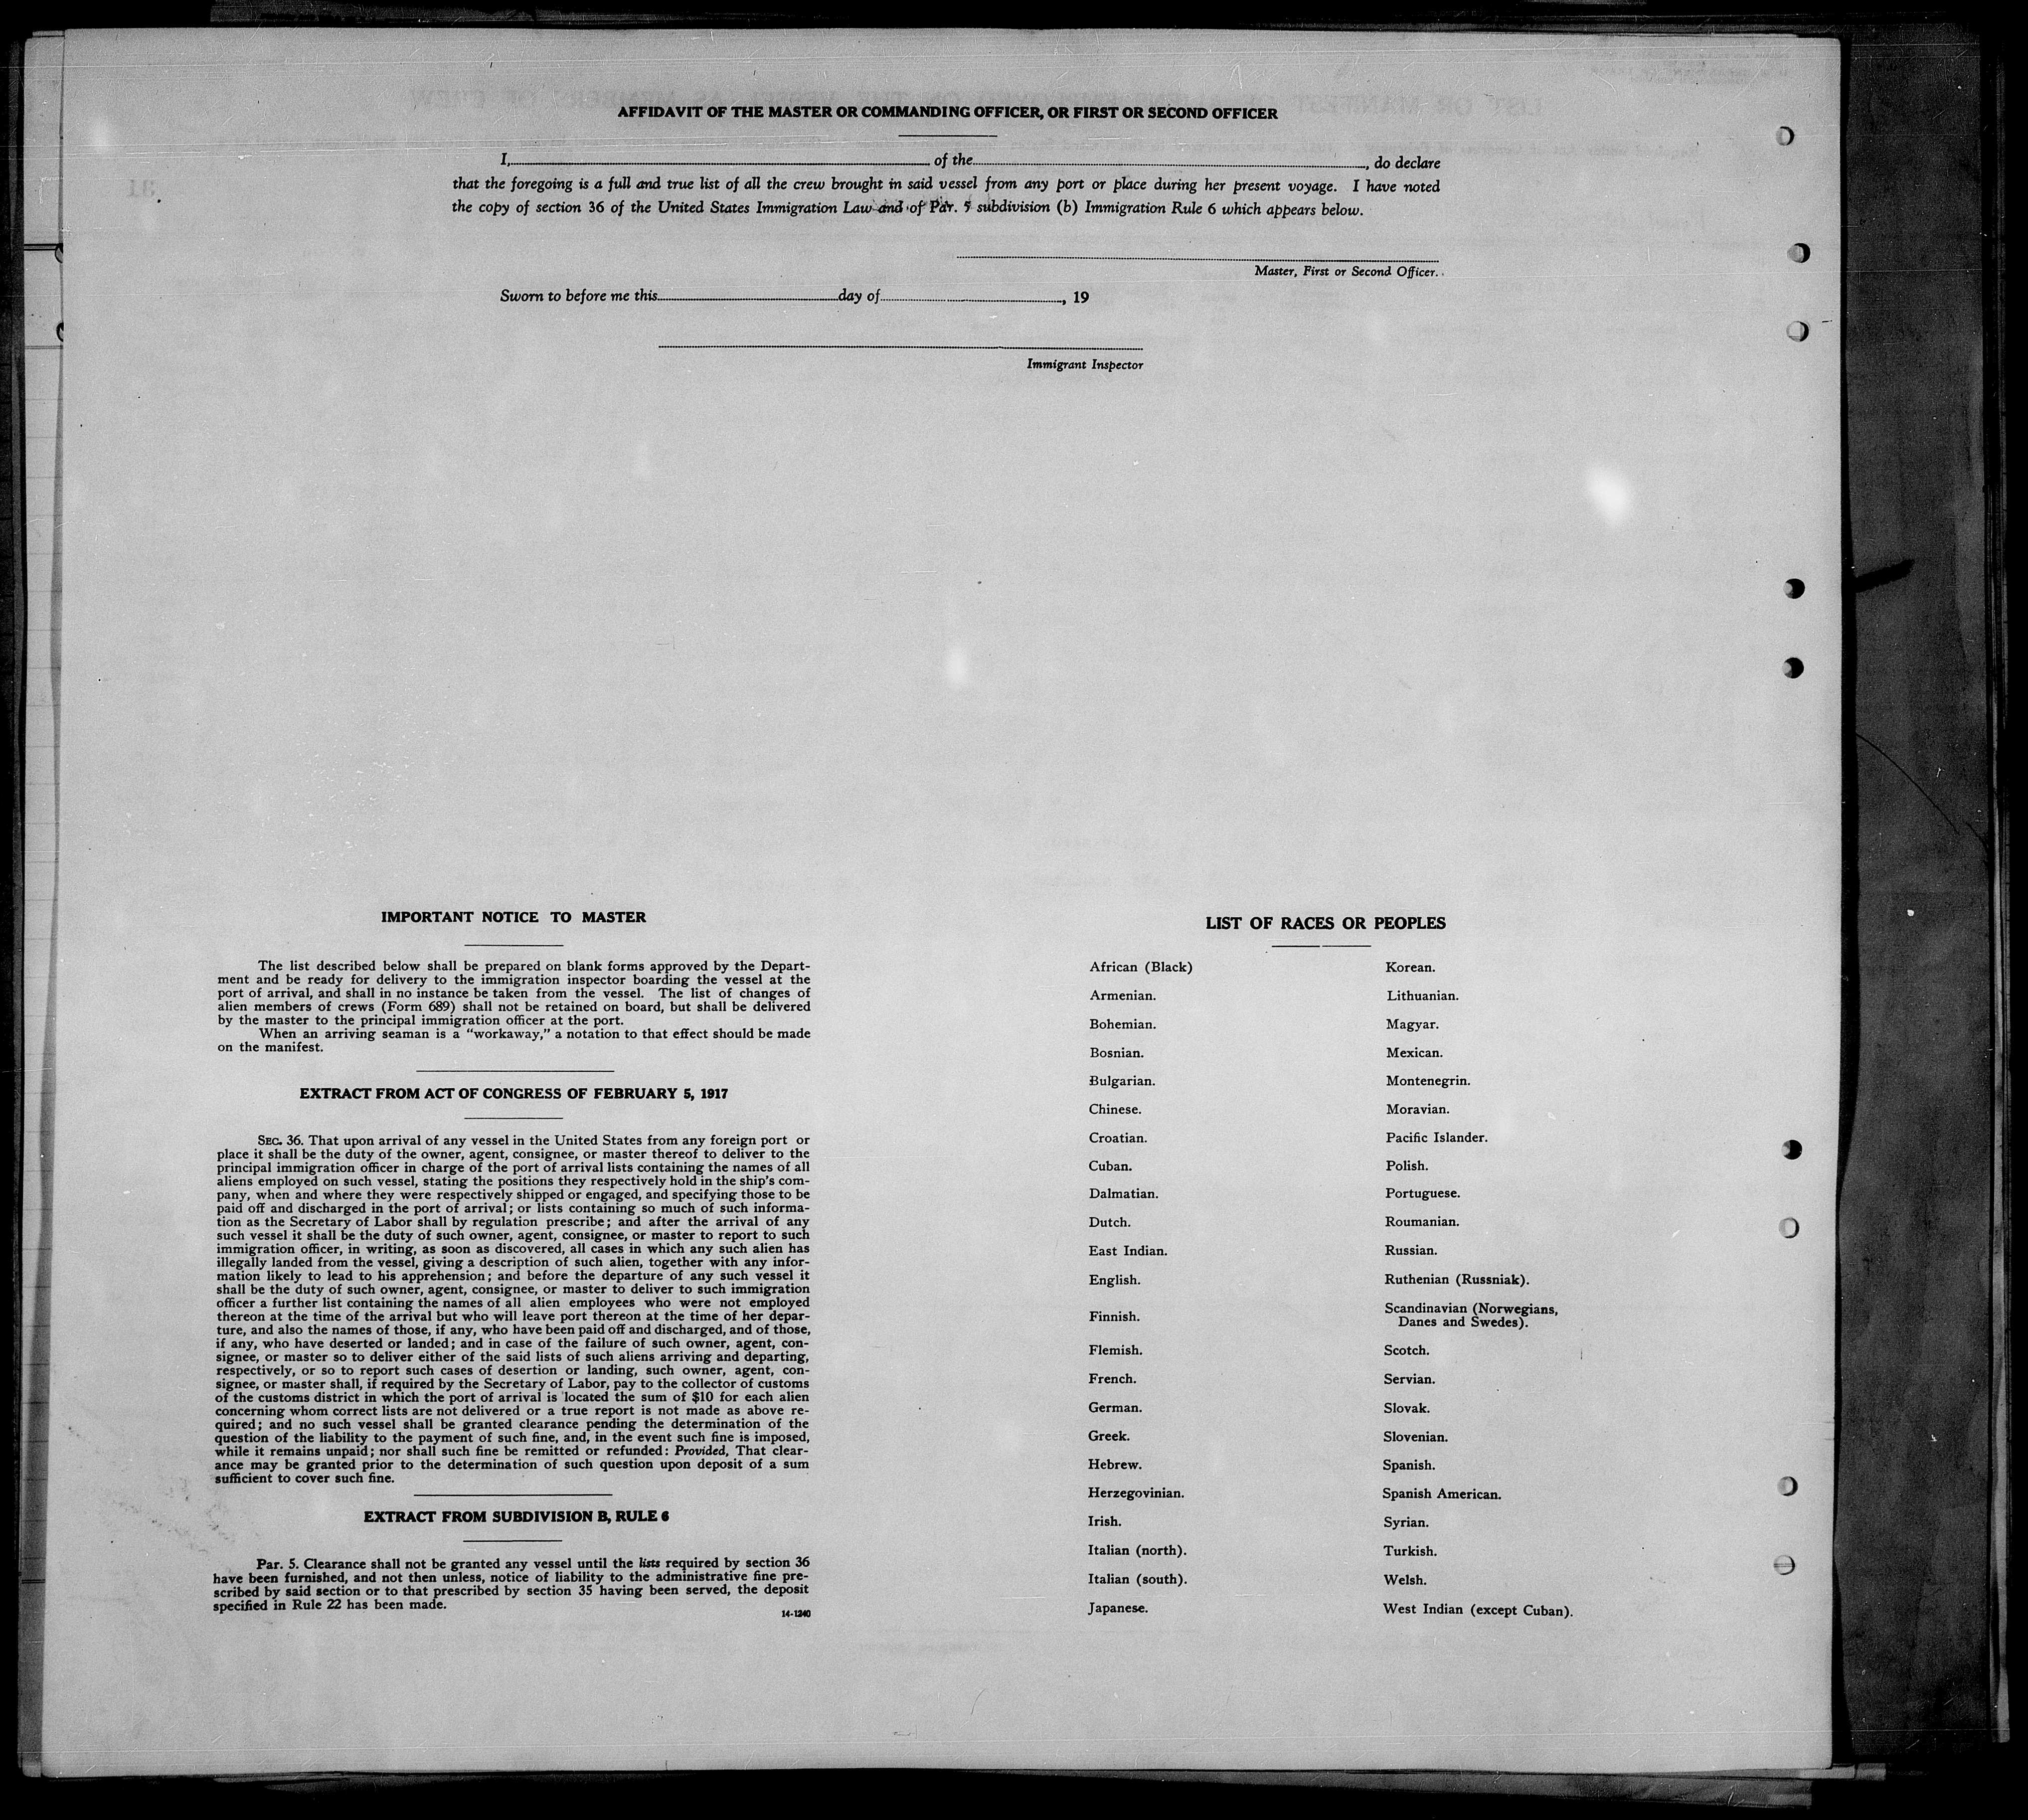 AFFIDAVIT OF THE MASTER OR COMMANDING OFFICER, OR FIRST OR SECOND OFFICER
I, of the , do declare
that the foregoing is a full and true list of all the crew brought in said vessel from any port or place during her present voyage. I have noted
the copy of section 36 of the United States Immigration Law and of Par. 5 subdivision (b) Immigration Rule 6 which appears below.
Master, First or Second Officer.
Sworn to before me this day of , 19
Immigrant Inspector
IMPORTANT NOTICE TO MASTER
The list described below shall be prepared on blank forms approved by the Depart-
ment and be ready for delivery to the immigration inspector boarding the vessel at the
port of arrival, and shall in no instance be taken from the vessel. The list of changes of
alien members of crews (Form 689) shall not be retained on board, but shall be delivered
by the master to the principal immigration officer at the port.
When an arriving seaman is a “workaway,” a notation to that effect should be made
on the manifest.
EXTRACT FROM ACT OF CONGRESS OF FEBRUARY 5, 1917
SEC. 36. That upon arrival of any vessel in the United States from any foreign port or
place it shall be the duty of the owner, agent, consignee, or master thereof to deliver to the
principal immigration officer in charge of the port of arrival lists containing the names of all
aliens employed on such vessel, stating the positions they respectively hold in the ship’s com-
pany, when and where they were respectively shipped or engaged, and specifying those to be
paid off and discharged in the port of arrival; or lists containing so much of such informa-
tion as the Secretary of Labor shall by regulation prescribe; and after the arrival of any
such vessel it shall be the duty of such owner, agent, consignee, or master to report to such
immigration officer, in writing, as soon as discovered, all cases in which any such alien has
illegally landed from the vessel, giving a description of such alien, together with any infor-
mation likely to lead to his apprehension; and before the departure of any such vessel it
shall be the duty of such owner, agent, consignee, or master to deliver to such immigration
officer a further list containing the names of all alien employees who were not employed
thereon at the time of the arrival but who will leave port thereon at the time of her depar-
ture, and also the names of those, if any, who have been paid off and discharged, and of those,
if any, who have deserted or landed; and in case of the failure of such owner, agent, con-
signee, or master so to deliver either of the said lists of such aliens arriving and departing,
respectively, or so to report such cases of desertion or landing, such owner, agent, con-
signee, or master shall, if required by the Secretary of Labor, pay to the collector of customs
of the customs district in which the port of arrival is located the sum of $10 for each alien
concerning whom correct lists are not delivered or a true report is not made as above re-
quired; and no such vessel shall be granted clearance pending the determination of the
question of the liability to the payment of such fine, and, in the event such fine is imposed,
while it remains unpaid; nor shall such fine be remitted or refunded: Provided, That clear-
ance may be granted prior to the determination of such question upon deposit of a sum
sufficient to cover such fine.
EXTRACT FROM SUBDIVISION B, RULE 6
Par. 5. Clearance shall not be granted any vessel until the lists required by section 36
have been furnished, and not then unless, notice of liability to the administrative fine pre-
scribed by said section or to that prescribed by section 35 having been served, the deposit
specified in Rule 22 has been made.
14-1240
LIST OF RACES OR PEOPLES
African (Black)
Armenian.
Bohemian.
Bosnian.
Bulgarian.
Chinese.
Croatian.
Cuban.
Dalmatian.
Dutch.
East Indian.
English.
Finnish.
Flemish.
French.
German.
Greek.
Hebrew.
Herzegovinian.
Irish.
Italian (north).
Italian (south).
Japanese.
Korean.
Lithuanian.
Magyar.
Mexican.
Montenegrin.
Moravian.
Pacific Islander.
Polish.
Portuguese.
Roumanian.
Russian.
Ruthenian (Russniak).
Scandinavian (Norwegians,
Danes and Swedes).
Scotch.
Servian.
Slovak.
Slovenian.
Spanish.
Spanish American.
Syrian.
Turkish.
Welsh.
West Indian (except Cuban).